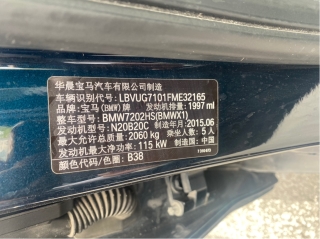 华晨宝马汽车有限公司制造
车辆识别代号: LBVUG7101FME32165
品牌: 宝马(BMW)牌 发动机排量: 1997 ml
整车型号: BMW7202HS(BMWX1)
发动机型号: N20B20C 制造年月: 2015.06
最大允许总质量: 2060 kg 乘坐人数: 5 人
发动机最大净功率: 115 kW 制造国: 中国
颜色代码/色圈: B38